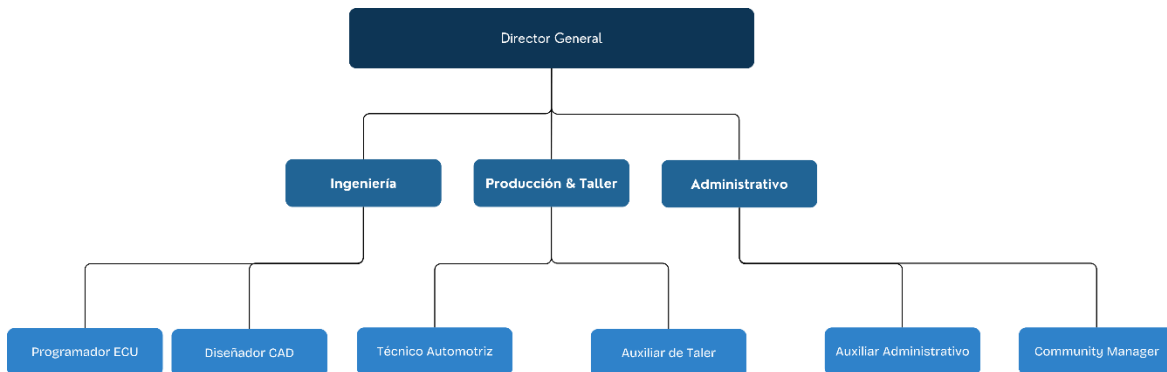 Director General
Ingeniería
Producción & Taller
Administrativo
Programador ECU
Diseñador CAD
Técnico Automotriz
Auxiliar de Taler
Auxiliar Administrativo
Community Manager